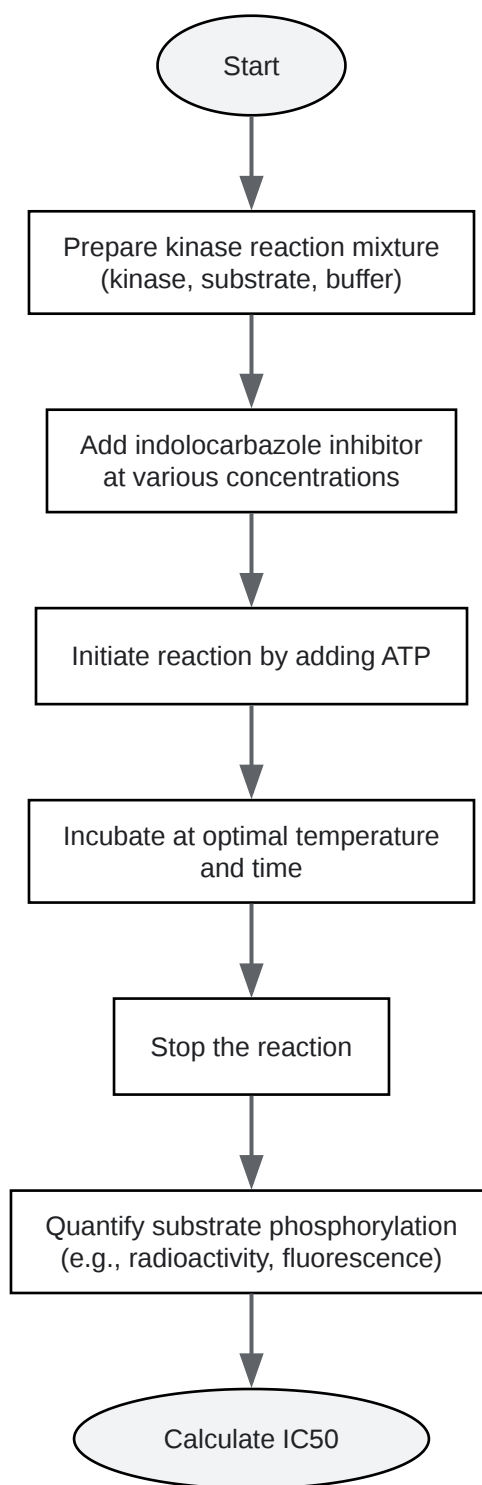 Start
Prepare kinase reaction mixture
(kinase, substrate, buffer)
Add indolocarbazole inhibitor
at various concentrations
Initiate reaction by adding ATP
Incubate at optimal temperature
and time
Stop the reaction
Quantify substrate phosphorylation
(e.g., radioactivity, fluorescence)
Calculate IC50